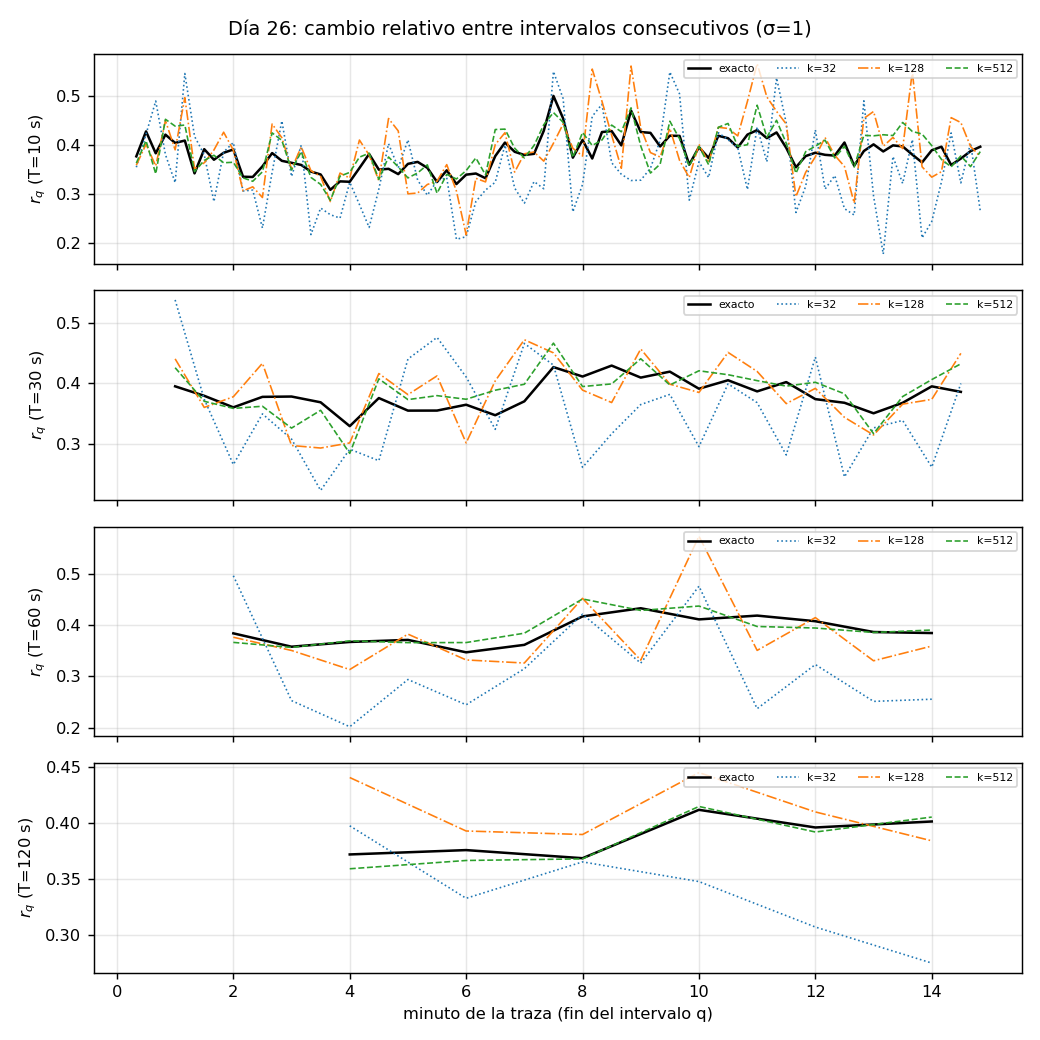 Día 26: cambio relativo entre intervalos consecutivos (σ=1)
exacto k=32 k=128 k=512
0.5
0.4
0.3
0.2
r_q (T=10 s)
exacto k=32 k=128 k=512
0.5
0.4
0.3
r_q (T=30 s)
exacto k=32 k=128 k=512
0.5
0.4
0.3
0.2
r_q (T=60 s)
exacto k=32 k=128 k=512
0.45
0.40
0.35
0.30
r_q (T=120 s)
0 2 4 6 8 10 12 14
minuto de la traza (fin del intervalo q)